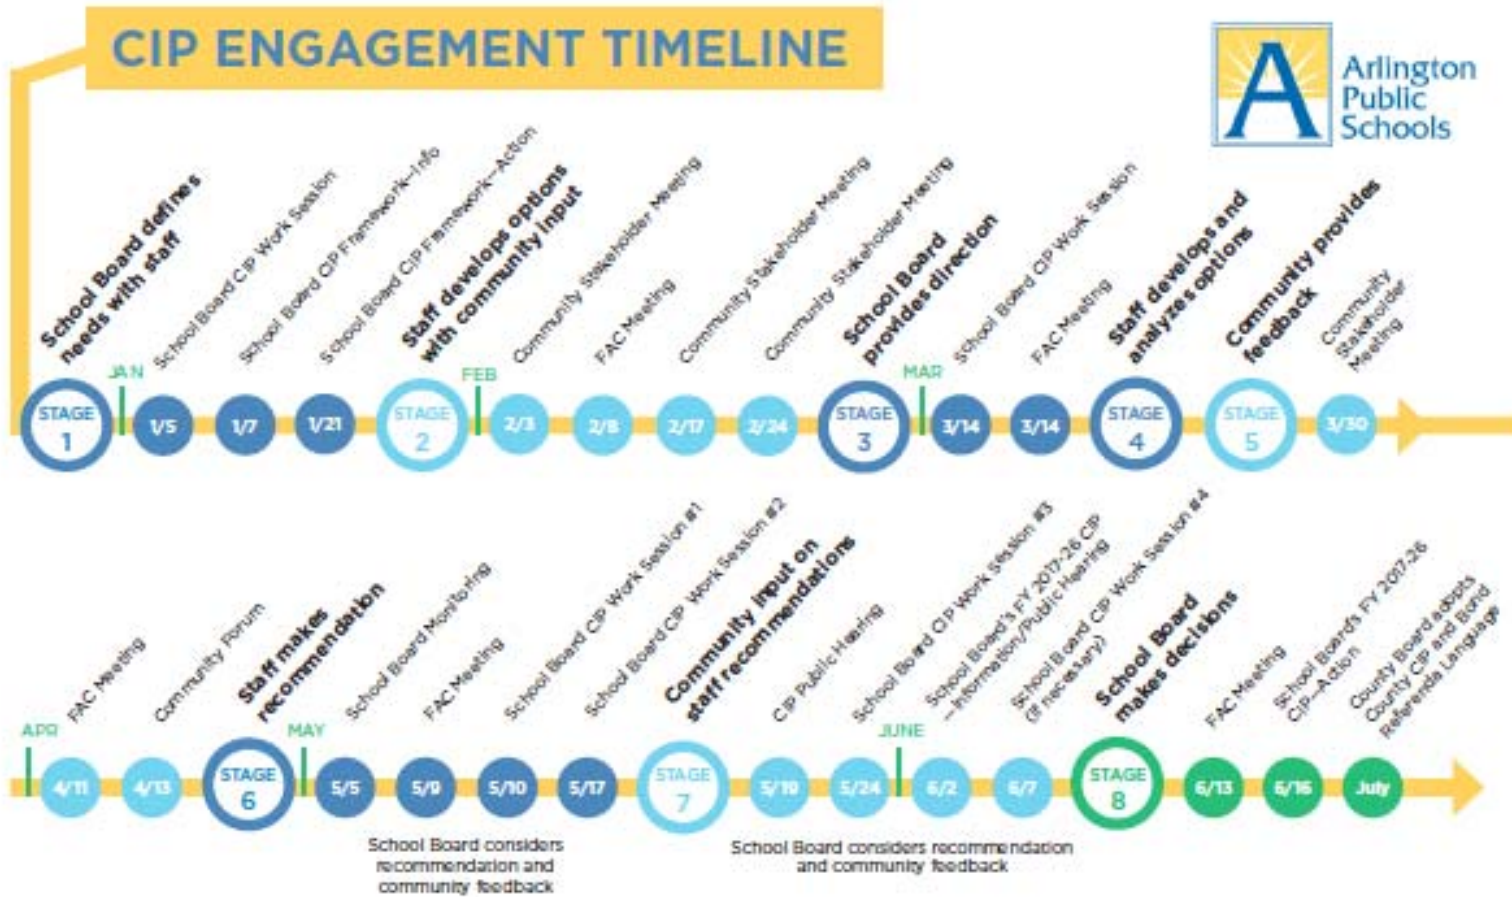 CIP ENGAGEMENT TIMELINE
Arlington
Public
Schools
School Board defines
needs with staff
School Board CIP Work Session
School Board CIP Framework—Info
School Board CIP Framework—Action
Staff develops options
with community input
Community Stakeholder Meeting
FAC Meeting
Community Stakeholder Meeting
Community Stakeholder Meeting
School Board
provides direction
School Board CIP Work Session
FAC Meeting
Staff develops and
analyzes options
Community provides
feedback
Community
Stakeholder
Meeting
JAN
FEB
MAR
STAGE
1
1/5
1/7
1/21
STAGE
2
2/3
2/8
2/17
2/24
STAGE
3
3/14
3/14
STAGE
4
STAGE
5
3/30
FAC Meeting
Community Forum
Staff makes
recommendation
School Board Monitoring
FAC Meeting
School Board CIP Work Session #1
School Board CIP Work Session #2
Community input on
staff recommendations
CIP Public Hearing
School Board CIP Work Session #3
School Board's FY 2017-26 CIP
—Information/Public Hearing
School Board CIP Work Session #4
(if necessary)
School Board
makes decisions
FAC Meeting
School Board's FY 2017-26
CIP—Action
County Board adopts
County CIP and Bond
Referenda Language
APR
MAY
JUNE
4/11
4/13
STAGE
6
5/5
5/9
5/10
5/17
STAGE
7
5/19
5/24
6/2
6/7
STAGE
8
6/13
6/16
July
School Board considers
recommendation and
community feedback
School Board considers recommendation
and community feedback